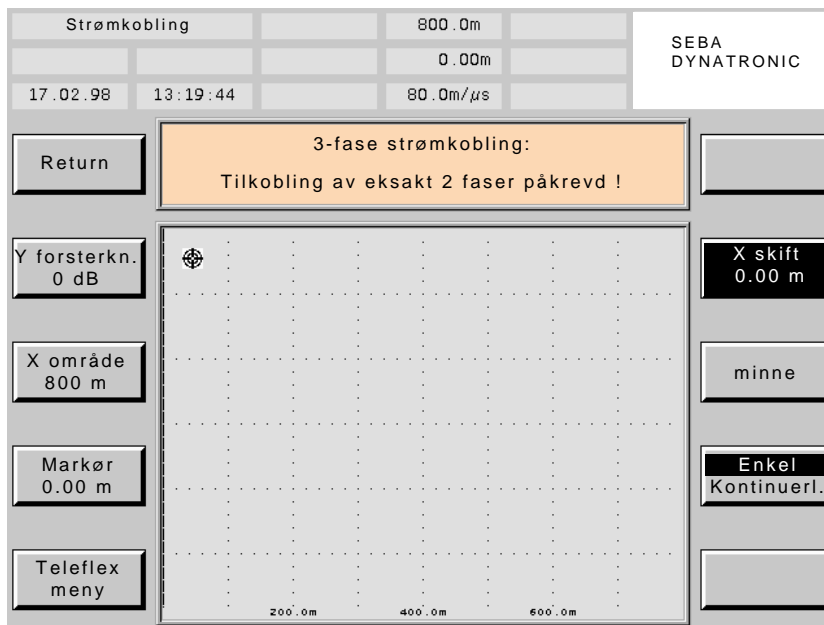 Strømkobling
800.0m
0.00m
17.02.98
13:19:44
80.0m/µs
SEBA
DYNATRONIC
Return
3-fase strømkobling:
Tilkobling av eksakt 2 faser påkrevd !
Y forsterkn.
0 dB
X skift
0.00 m
X område
800 m
minne
Markør
0.00 m
Enkel
Kontinuerl.
Teleflex
meny
200.0m
400.0m
600.0m